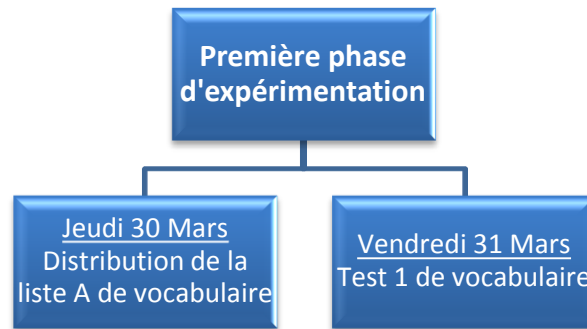 Première phase
d'expérimentation
Jeudi 30 Mars
Distribution de la
liste A de vocabulaire
Vendredi 31 Mars
Test 1 de vocabulaire